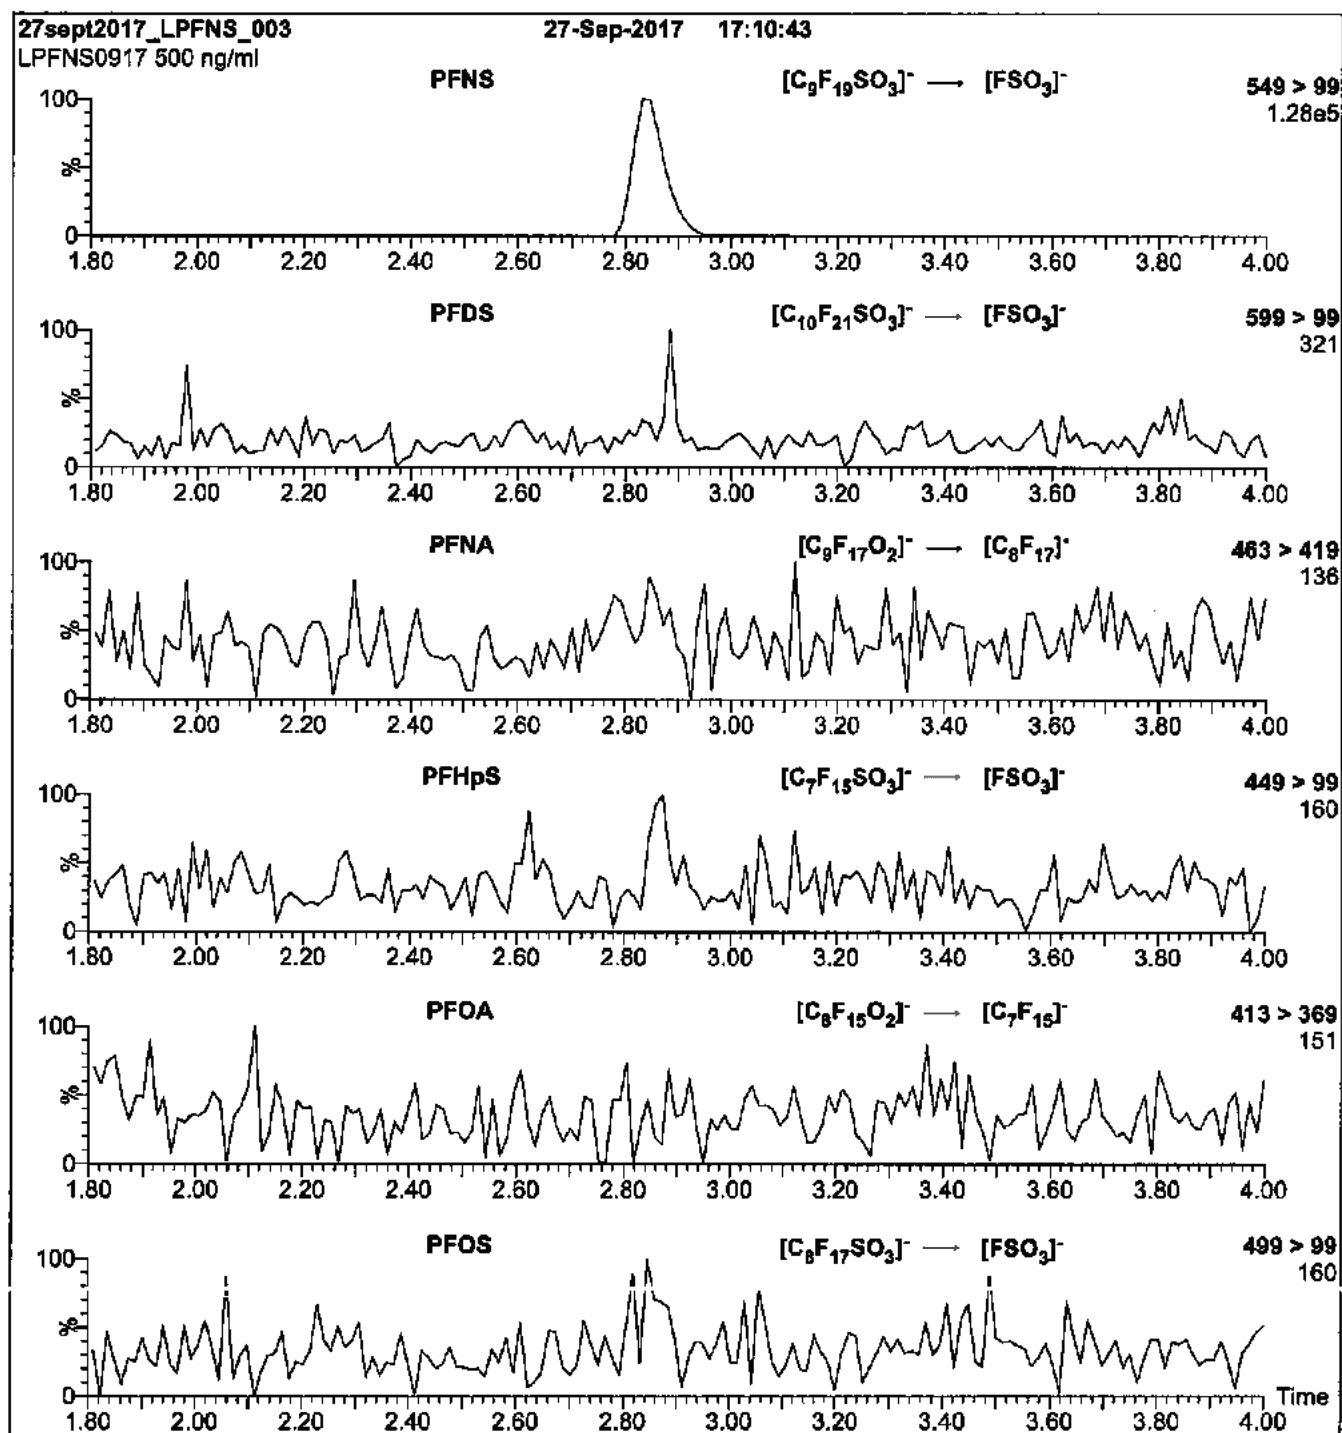 27sept2017_LPFNS_003 27-Sep-2017 17:10:43
LPFNS0917 500 ng/ml
PFNS [C9F19SO3]⁻ → [FSO3]⁻ 549 > 99
1.28e5
100
%
0
1.80 2.00 2.20 2.40 2.60 2.80 3.00 3.20 3.40 3.60 3.80 4.00
PFDS [C10F21SO3]⁻ → [FSO3]⁻ 599 > 99
321
100
%
0
1.80 2.00 2.20 2.40 2.60 2.80 3.00 3.20 3.40 3.60 3.80 4.00
PFNA [C9F17O2]⁻ → [C8F17]⁻ 463 > 419
136
100
%
0
1.80 2.00 2.20 2.40 2.60 2.80 3.00 3.20 3.40 3.60 3.80 4.00
PFHpS [C7F15SO3]⁻ → [FSO3]⁻ 449 > 99
160
100
%
0
1.80 2.00 2.20 2.40 2.60 2.80 3.00 3.20 3.40 3.60 3.80 4.00
PFOA [C8F15O2]⁻ → [C7F15]⁻ 413 > 369
151
100
%
0
1.80 2.00 2.20 2.40 2.60 2.80 3.00 3.20 3.40 3.60 3.80 4.00
PFOS [C8F17SO3]⁻ → [FSO3]⁻ 499 > 99
160
100
%
0
Time
1.80 2.00 2.20 2.40 2.60 2.80 3.00 3.20 3.40 3.60 3.80 4.00